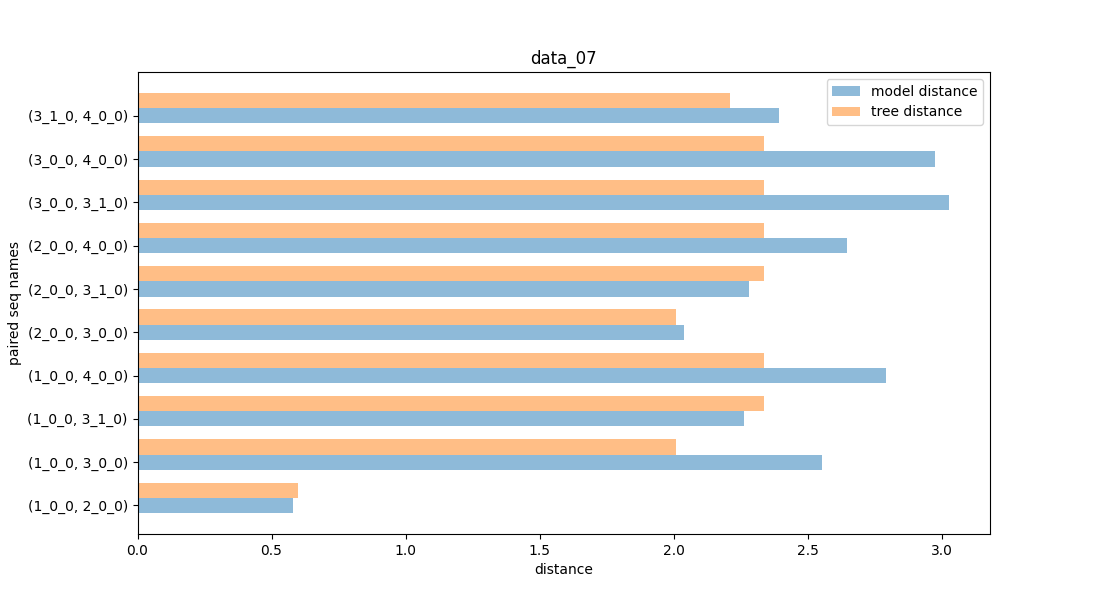 data_07
model distance
tree distance
paired seq names
(3_1_0, 4_0_0)
(3_0_0, 4_0_0)
(3_0_0, 3_1_0)
(2_0_0, 4_0_0)
(2_0_0, 3_1_0)
(2_0_0, 3_0_0)
(1_0_0, 4_0_0)
(1_0_0, 3_1_0)
(1_0_0, 3_0_0)
(1_0_0, 2_0_0)
0.0 0.5 1.0 1.5 2.0 2.5 3.0
distance